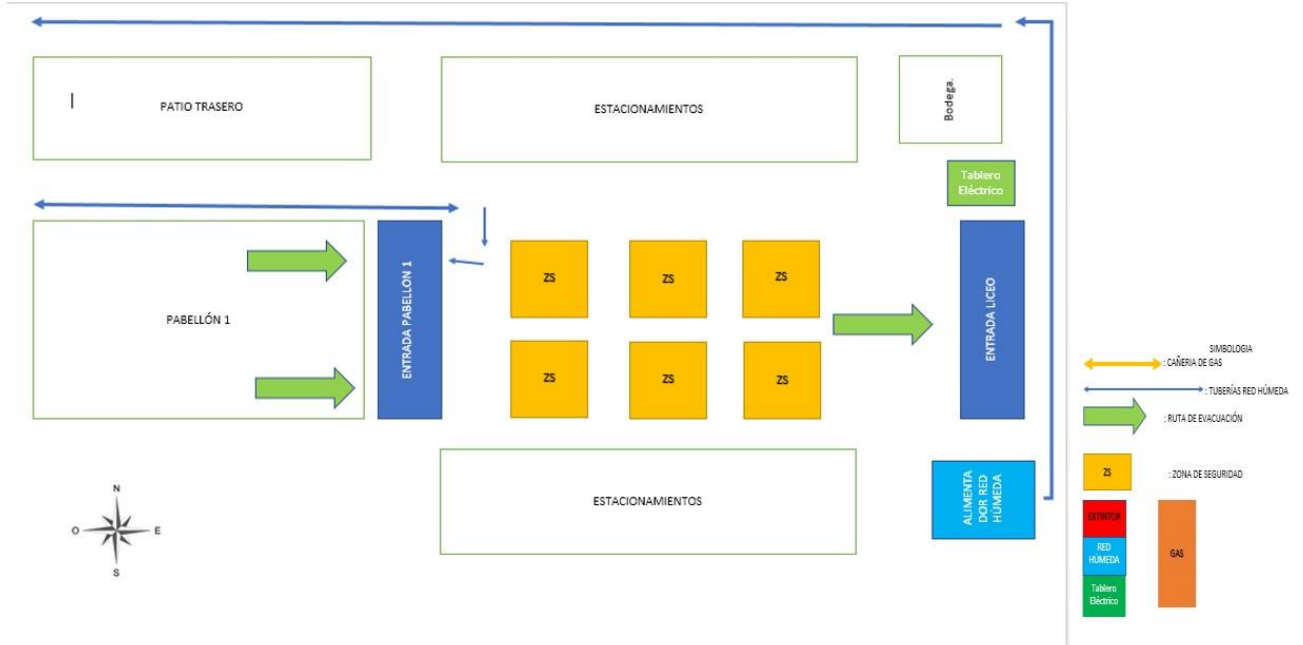 PATIO TRASERO
ESTACIONAMIENTOS
Bodega.
Tablero
Eléctrico
PABELLÓN 1
ENTRADA PABELLON 1
ZS
ZS
ZS
ZS
ZS
ZS
ENTRADA LICEO
ESTACIONAMIENTOS
ALIMENTA
DOR RED
HÚMEDA
N
O
E
S
SIMBOLOGIA
: CAÑERIA DE GAS
: TUBERÍAS RED HÚMEDA
: RUTA DE EVACUACIÓN
ZS
: ZONA DE SEGURIDAD
EXTINTOR
RED
HÚMEDA
Tablero
Eléctrico
GAS